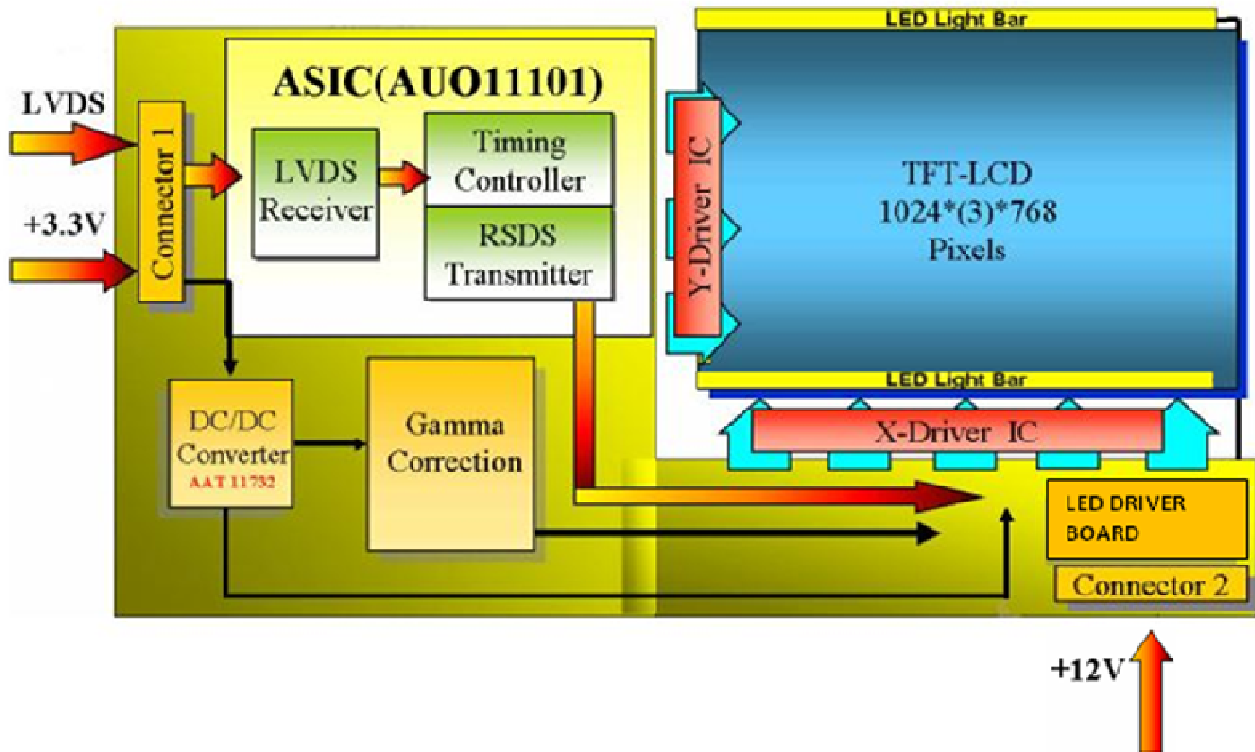 LED Light Bar
ASIC(AUO11101)
LVDS
+3.3V
Connector 1
LVDS
Receiver
Timing
Controller
RSDS
Transmitter
Y-Driver IC
TFT-LCD
1024*(3)*768
Pixels
LED Light Bar
X-Driver IC
DC/DC
Converter
AAT 11752
Gamma
Correction
LED DRIVER
BOARD
Connector 2
+12V